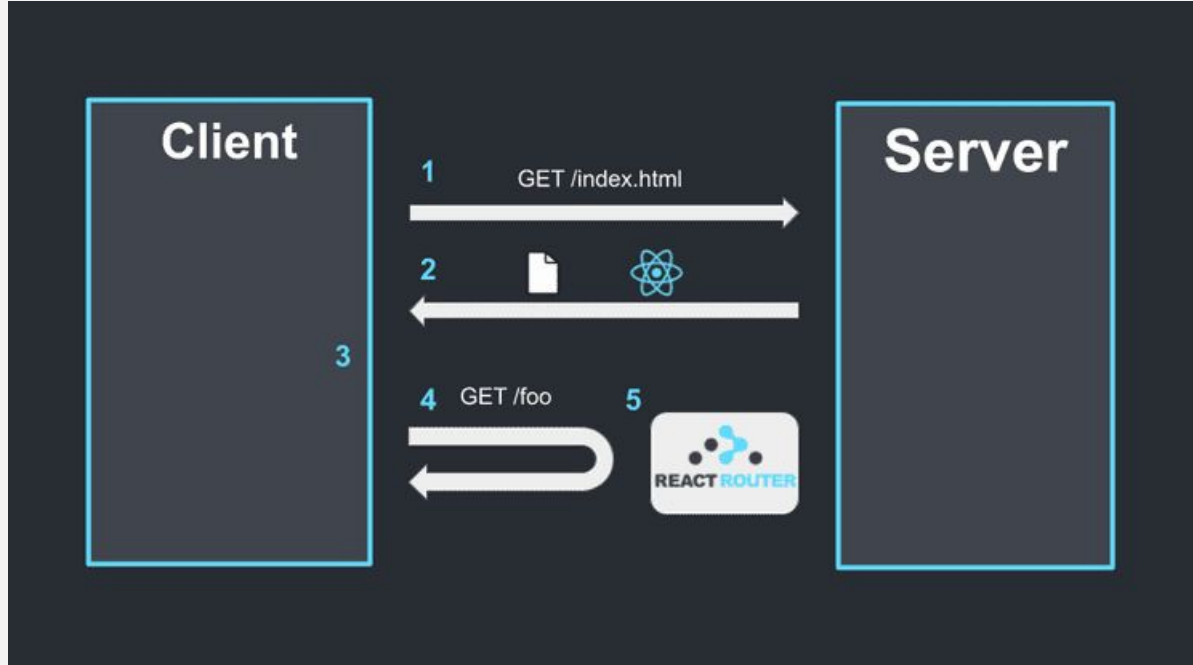 Client
Server
1
GET /index.html
2
3
4
GET /foo
5
REACT ROUTER